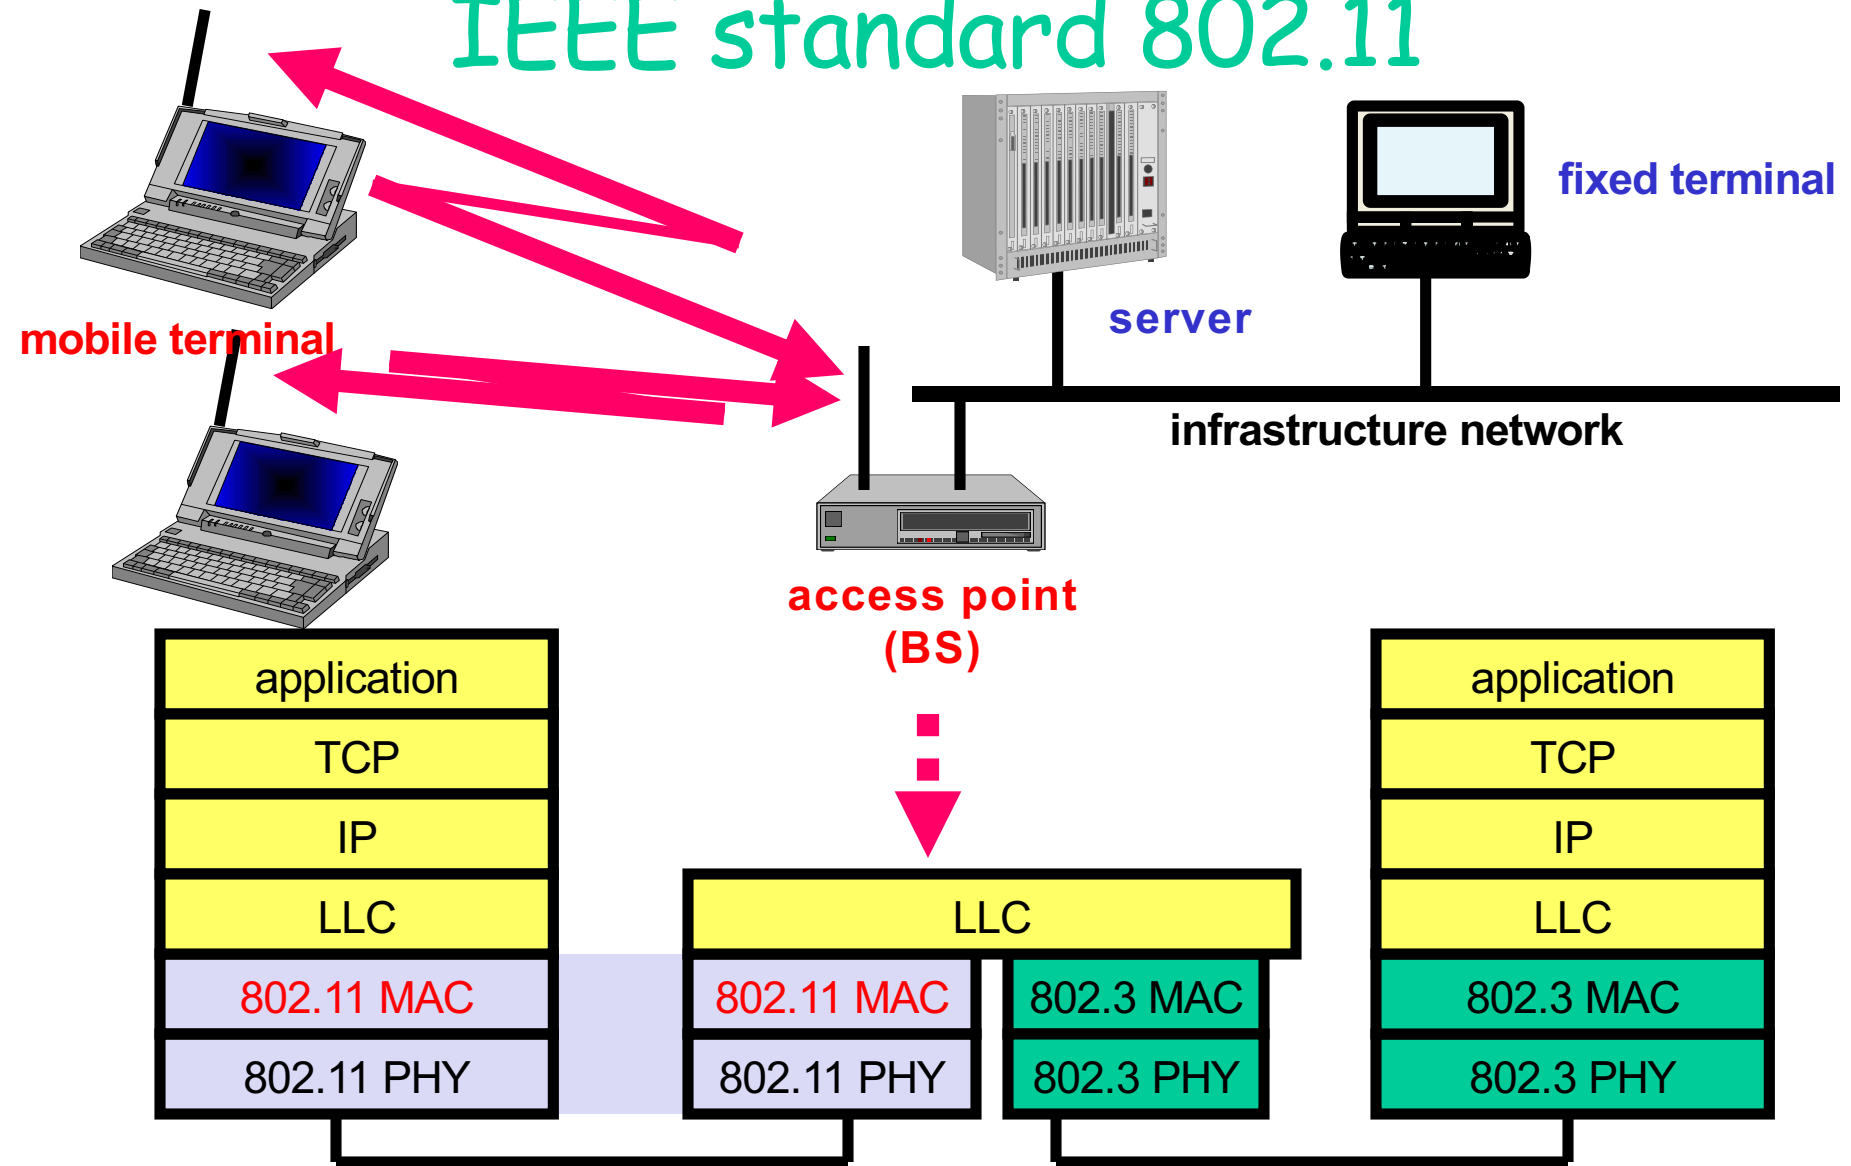 IEEE standard 802.11
fixed terminal
server
mobile terminal
infrastructure network
access point
(BS)
application
TCP
IP
LLC
802.11 MAC
802.11 PHY
LLC
802.11 MAC
802.3 MAC
802.11 PHY
802.3 PHY
application
TCP
IP
LLC
802.3 MAC
802.3 PHY